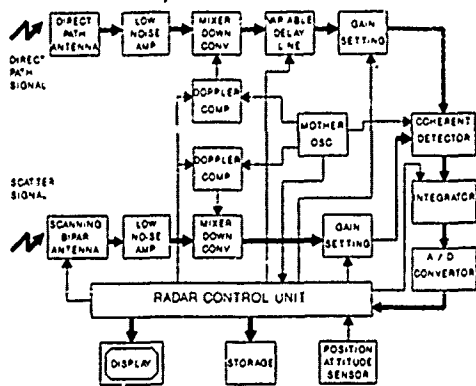 DIRECT
PATH
ANTENNA
LOW
NOISE
AMP
MIXER
DOWN
CONV
VARIABLE
DELAY
LINE
GAIN
SETTING
DIRECT
PATH
SIGNAL
DOPPLER
COMP
MOTHER
OSC
COHERENT
DETECTOR
DOPPLER
COMP
SCATTER
SIGNAL
INTEGRATOR
SCANNING
BIPAR
ANTENNA
LOW
NOISE
AMP
MIXER
DOWN
CONV
GAIN
SETTING
A / D
CONVERTOR
RADAR CONTROL UNIT
DISPLAY
STORAGE
POSITION
ATTITUDE
SENSOR